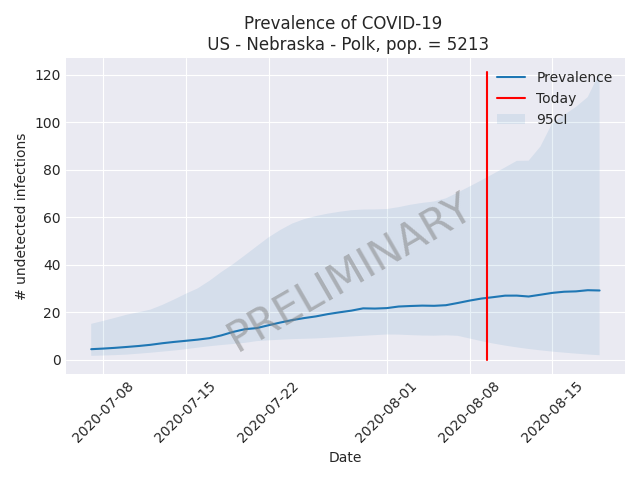 Prevalence of COVID-19
US - Nebraska - Polk, pop. = 5213
# undetected infections
120
100
80
60
40
20
0
Prevalence
Today
95CI
PRELIMINARY
2020-07-08
2020-07-15
2020-07-22
2020-08-01
2020-08-08
2020-08-15
Date